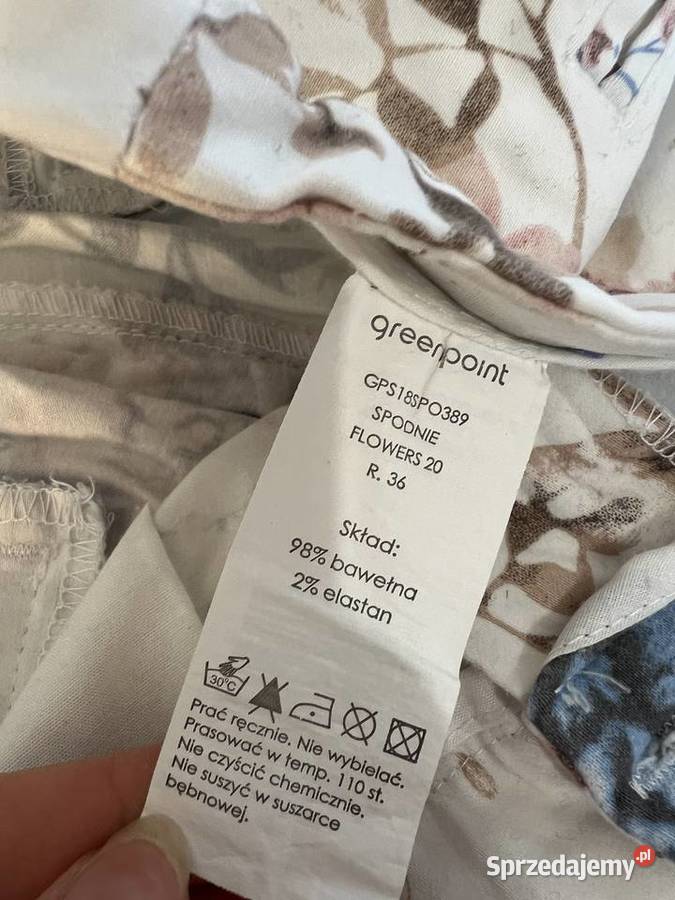 greenpoint
GPS18SPO389
SPODNIE
FLOWERS 20
R. 36
Skład:
98% bawełna
2% elastan
30°C
Prać ręcznie. Nie wybielać.
Prasować w temp. 110 st.
Nie czyścić chemicznie.
Nie suszyć w suszarce
bębnowej.
Sprzedajemy.pl